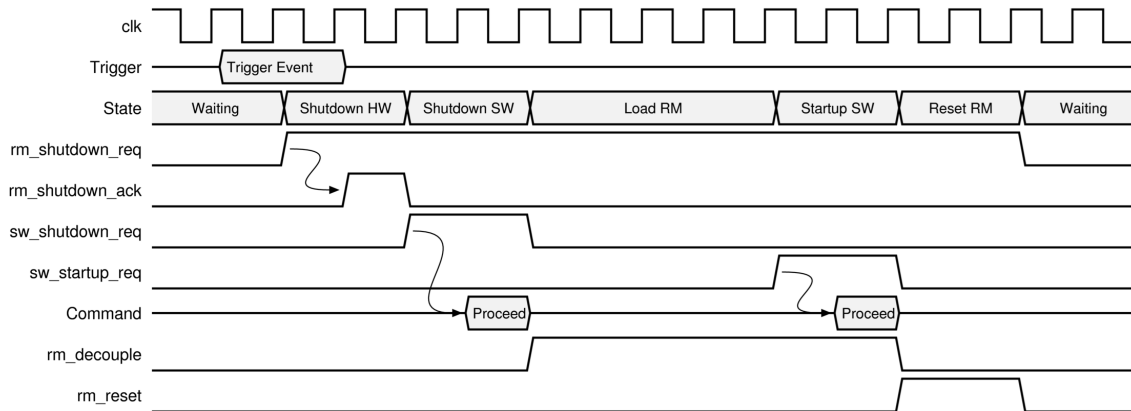 clk
Trigger Trigger Event
State Waiting Shutdown HW Shutdown SW Load RM Startup SW Reset RM Waiting
rm_shutdown_req
rm_shutdown_ack
sw_shutdown_req
sw_startup_req
Command Proceed Proceed
rm_decouple
rm_reset